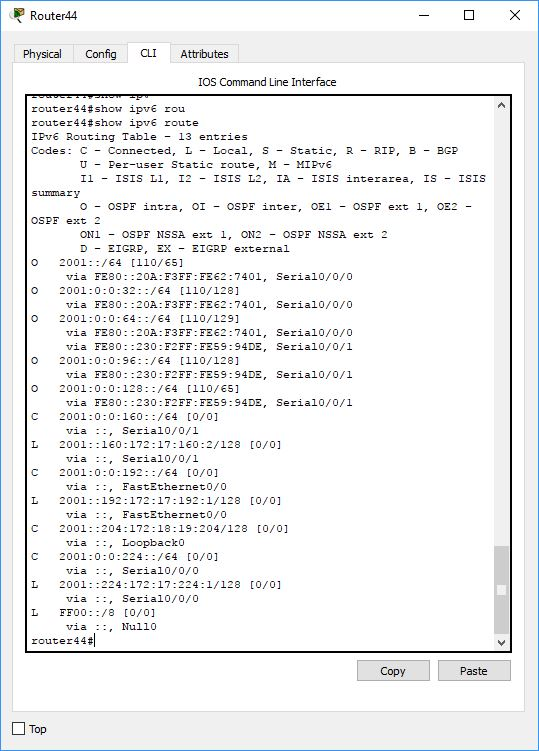 Router44
Physical Config CLI Attributes
IOS Command Line Interface
router44#show ipv6 rou
router44#show ipv6 route
IPv6 Routing Table - 13 entries
Codes: C - Connected, L - Local, S - Static, R - RIP, B - BGP
U - Per-user Static route, M - MIPv6
I1 - ISIS L1, I2 - ISIS L2, IA - ISIS interarea, IS - ISIS
summary
O - OSPF intra, OI - OSPF inter, OE1 - OSPF ext 1, OE2 -
OSPF ext 2
ON1 - OSPF NSSA ext 1, ON2 - OSPF NSSA ext 2
D - EIGRP, EX - EIGRP external
O 2001::/64 [110/65]
via FE80::20A:F3FF:FE62:7401, Serial0/0/0
O 2001:0:0:32::/64 [110/128]
via FE80::20A:F3FF:FE62:7401, Serial0/0/0
O 2001:0:0:64::/64 [110/129]
via FE80::20A:F3FF:FE62:7401, Serial0/0/0
via FE80::230:F2FF:FE59:94DE, Serial0/0/1
O 2001:0:0:96::/64 [110/128]
via FE80::230:F2FF:FE59:94DE, Serial0/0/1
O 2001:0:0:128::/64 [110/65]
via FE80::230:F2FF:FE59:94DE, Serial0/0/1
C 2001:0:0:160::/64 [0/0]
via ::, Serial0/0/1
L 2001::160:172:17:160:2/128 [0/0]
via ::, Serial0/0/1
C 2001:0:0:192::/64 [0/0]
via ::, FastEthernet0/0
L 2001::192:172:17:192:1/128 [0/0]
via ::, FastEthernet0/0
C 2001::204:172:18:19:204/128 [0/0]
via ::, Loopback0
C 2001:0:0:224::/64 [0/0]
via ::, Serial0/0/0
L 2001::224:172:17:224:1/128 [0/0]
via ::, Serial0/0/0
L FF00::/8 [0/0]
via ::, Null0
router44#
Copy Paste
Top